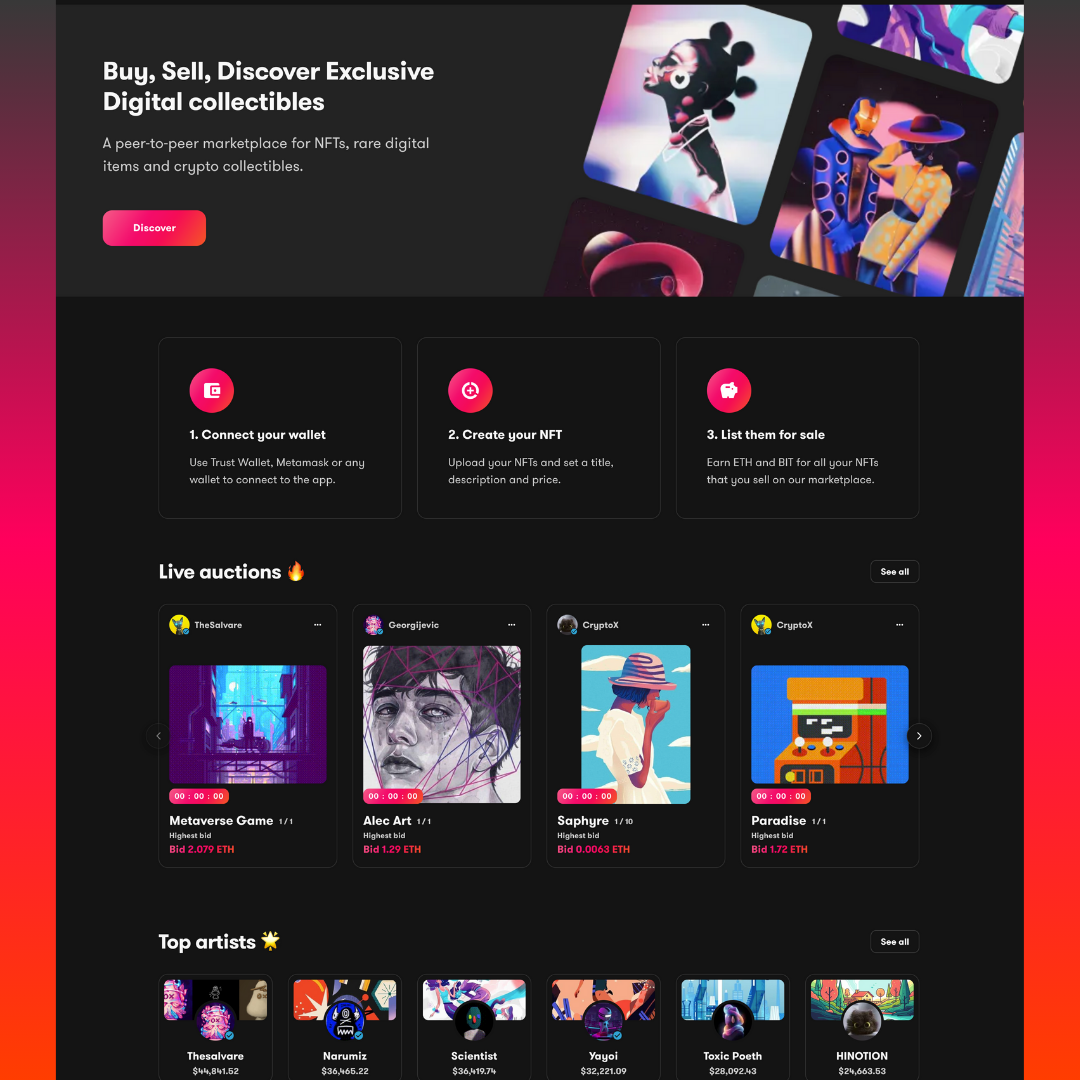 Buy, Sell, Discover Exclusive
Digital collectibles
A peer-to-peer marketplace for NFTs, rare digital
items and crypto collectibles.
Discover
1. Connect your wallet
Use Trust Wallet, Metamask or any
wallet to connect to the app.
2. Create your NFT
Upload your NFTs and set a title,
description and price.
3. List them for sale
Earn ETH and BIT for all your NFTs
that you sell on our marketplace.
Live auctions 🔥
See all
TheSalvare
Georgijevic
CryptoX
CryptoX
00 : 00 : 00
00 : 00 : 00
00 : 00 : 00
00 : 00 : 00
Metaverse Game 1 / 1
Highest bid
Bid 2.079 ETH
Alec Art 1 / 1
Highest bid
Bid 1.29 ETH
Saphyre 1 / 10
Highest bid
Bid 0.0063 ETH
Paradise 1 / 1
Highest bid
Bid 1.72 ETH
Top artists 🌟
See all
Thesalvare
$44,841.52
Narumiz
$36,465.22
Scientist
$36,419.74
Yayoi
$32,221.09
Toxic Poeth
$28,092.43
HINOTION
$24,663.53